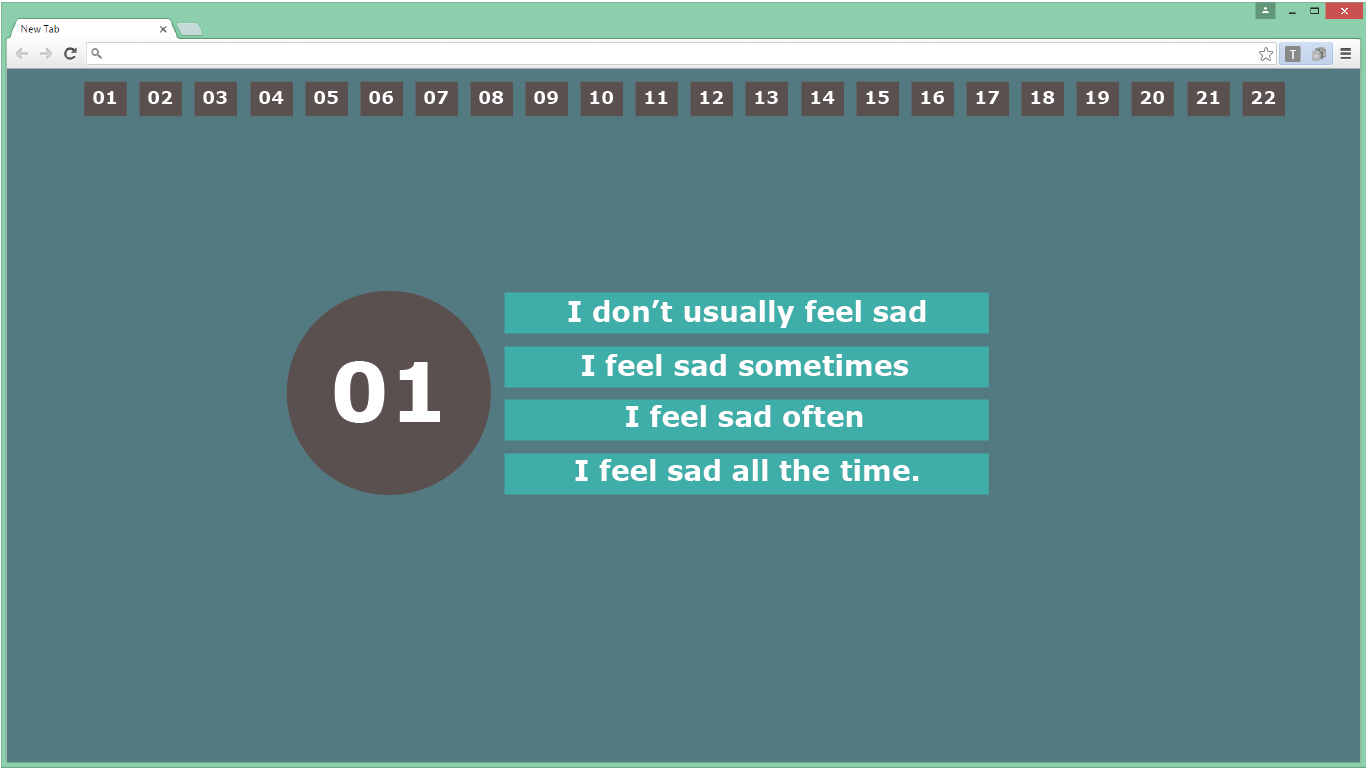 New Tab
T
01 02 03 04 05 06 07 08 09 10 11 12 13 14 15 16 17 18 19 20 21 22
01
I don’t usually feel sad
I feel sad sometimes
I feel sad often
I feel sad all the time.